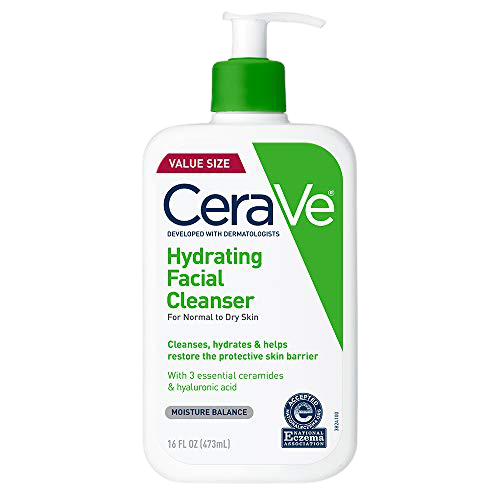 VALUE SIZE
CeraVe®
DEVELOPED WITH DERMATOLOGISTS
Hydrating
Facial
Cleanser
For Normal to Dry Skin
Cleanses, hydrates & helps
restore the protective skin barrier
With 3 essential ceramides
& hyaluronic acid
MOISTURE BALANCE
16 FL OZ (473mL)
ACCEPTED
NATIONAL
Eczema
ASSOCIATION